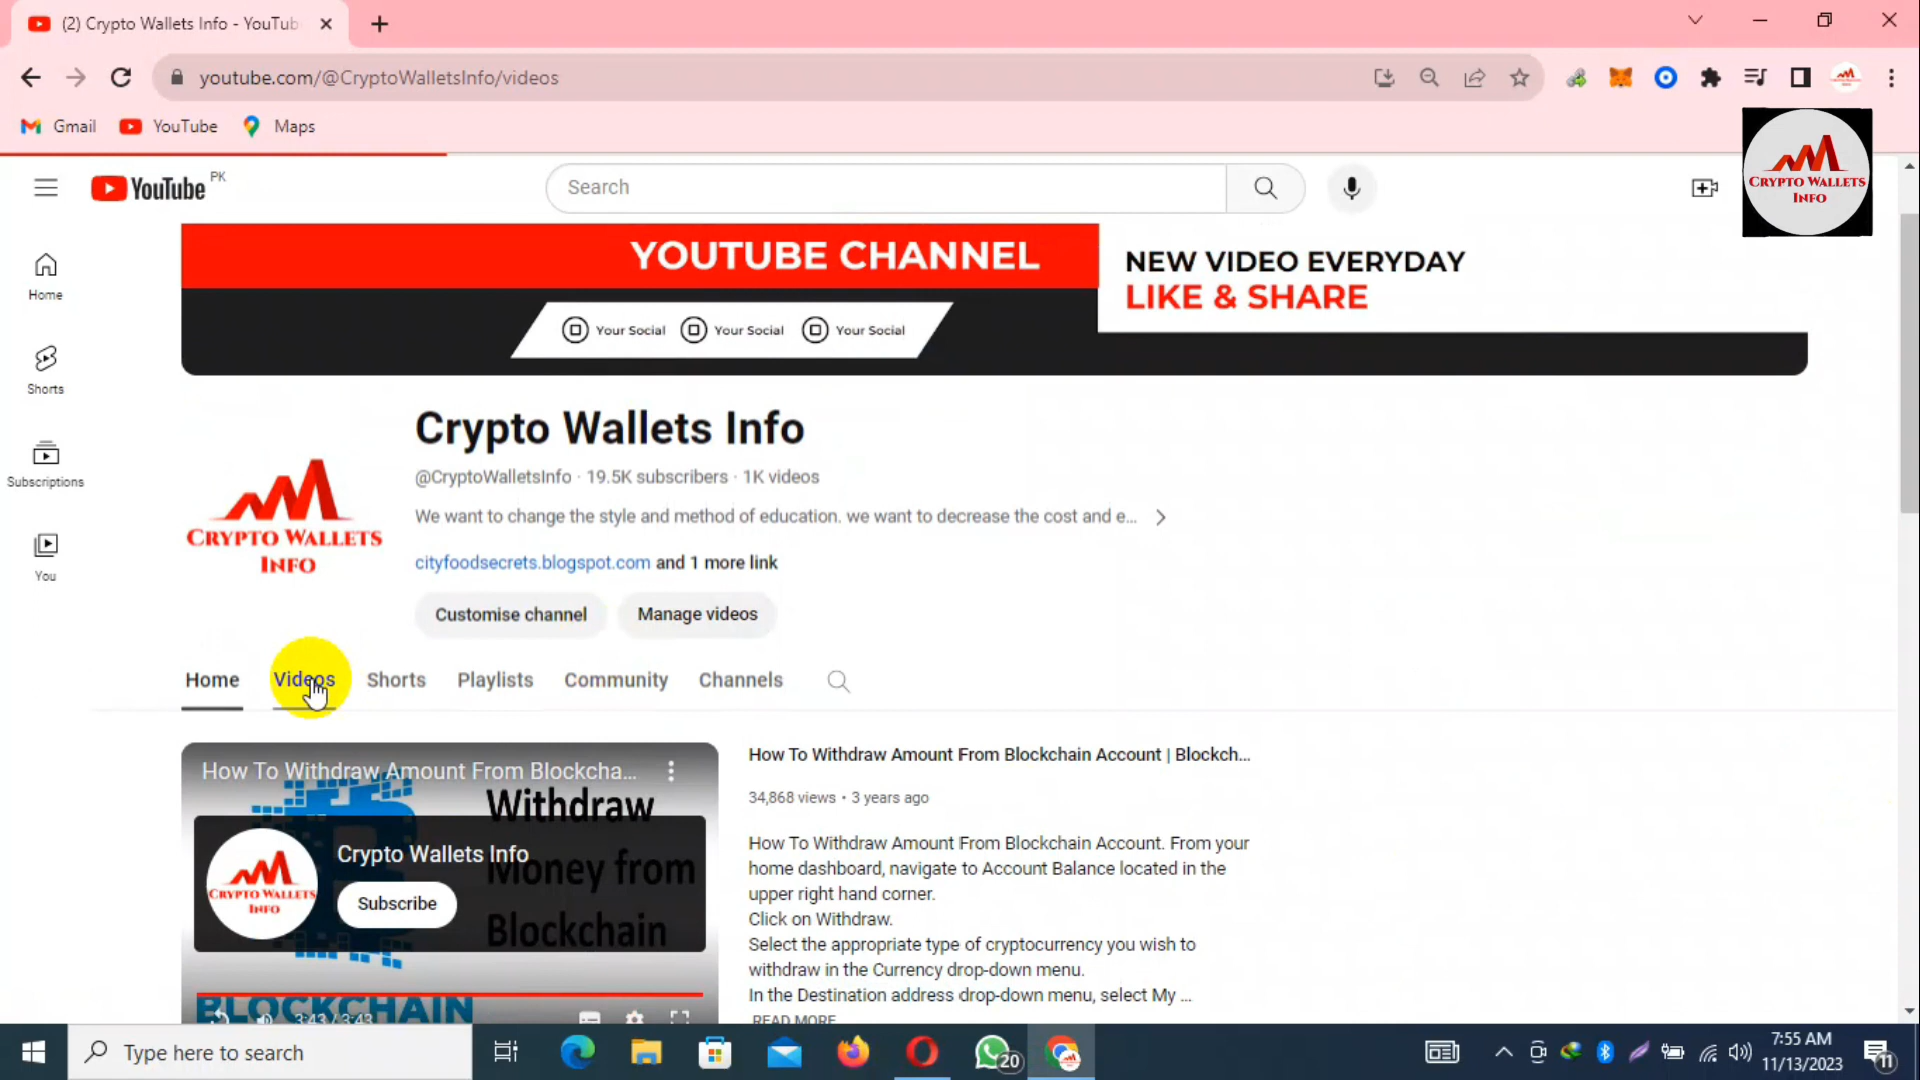 (2) Crypto Wallets Info - YouTub
youtube.com/@CryptoWalletsInfo/videos
Gmail YouTube Maps
YouTube PK
Search
CRYPTO WALLETS
INFO
YOUTUBE CHANNEL
NEW VIDEO EVERYDAY
LIKE & SHARE
Your Social Your Social Your Social
Home
Shorts
Subscriptions
You
Crypto Wallets Info
@CryptoWalletsInfo · 19.5K subscribers · 1K videos
We want to change the style and method of education. we want to decrease the cost and e...
cityfoodsecrets.blogspot.com and 1 more link
CRYPTO WALLETS
INFO
Customise channel Manage videos
Home Videos Shorts Playlists Community Channels
How To Withdraw Amount From Blockcha...
Withdraw
Money from
Blockchain
Crypto Wallets Info
Subscribe
CRYPTO WALLETS
INFO
BLOCKCHAIN
3:43 / 3:43
How To Withdraw Amount From Blockchain Account | Blockch...
34,868 views • 3 years ago
How To Withdraw Amount From Blockchain Account. From your
home dashboard, navigate to Account Balance located in the
upper right hand corner.
Click on Withdraw.
Select the appropriate type of cryptocurrency you wish to
withdraw in the Currency drop-down menu.
In the Destination address drop-down menu, select My ...
READ MORE
Type here to search
20
7:55 AM
11/13/2023
11